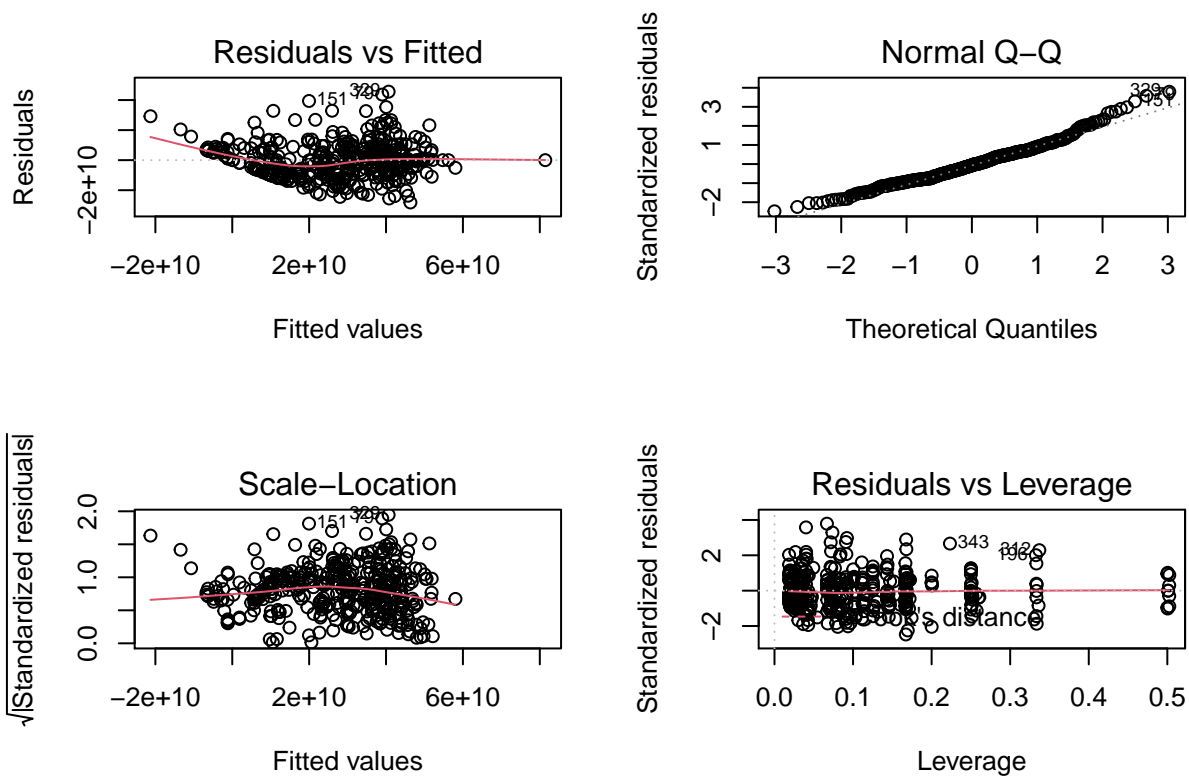 Residuals vs Fitted
Residuals
−2e+10
−2e+10
2e+10
6e+10
Fitted values
151
329
Normal Q−Q
Standardized residuals
−2
1
3
−3
−2
−1
0
1
2
3
Theoretical Quantiles
329
151
Scale−Location
√|Standardized residuals|
0.0
1.0
2.0
−2e+10
2e+10
6e+10
Fitted values
151
329
Residuals vs Leverage
Standardized residuals
−2
2
0.0
0.1
0.2
0.3
0.4
0.5
Leverage
343
312
distance